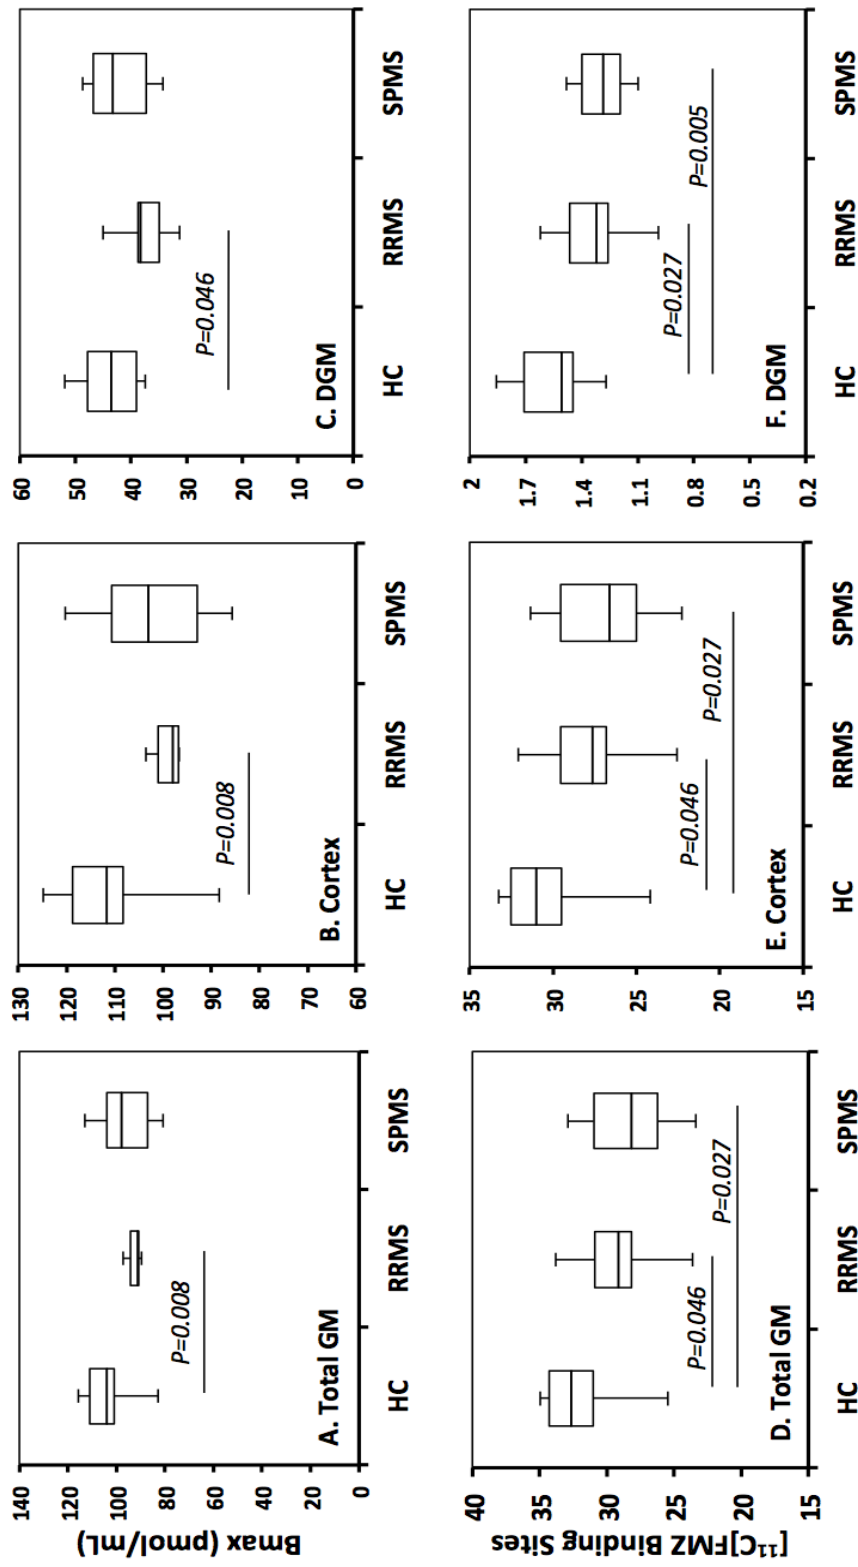 140
120
100
80
60
40
20
0
Bmax (pmol/mL)
P=0.008
A. Total GM
HC
RRMS
SPMS
130
120
110
100
90
80
70
60
P=0.008
B. Cortex
HC
RRMS
SPMS
60
50
40
30
20
10
0
P=0.046
C. DGM
HC
RRMS
SPMS
40
35
30
25
20
15
[¹¹C]FMZ Binding Sites
P=0.046
P=0.027
D. Total GM
HC
RRMS
SPMS
35
30
25
20
15
P=0.046
P=0.027
E. Cortex
HC
RRMS
SPMS
2
1.7
1.4
1.1
0.8
0.5
0.2
P=0.027
P=0.005
F. DGM
HC
RRMS
SPMS